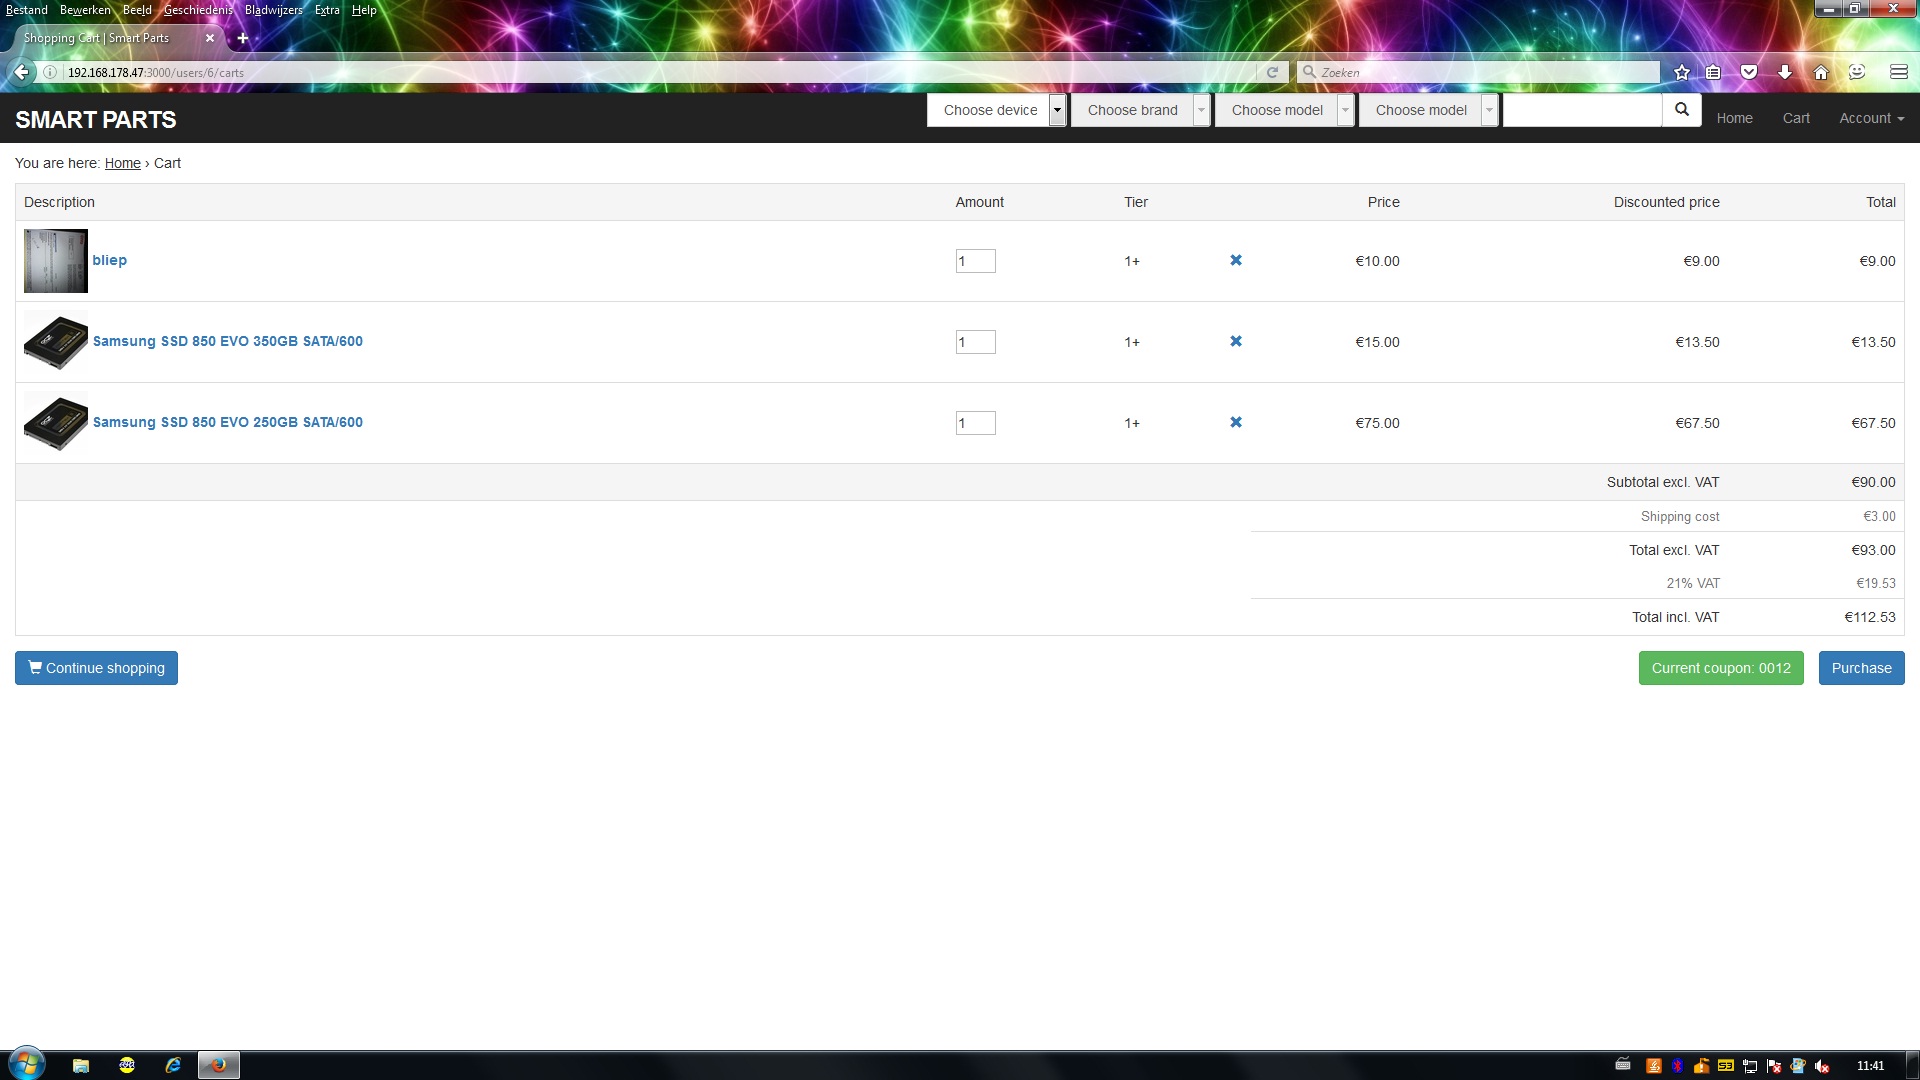 Bestand Bewerken Beeld Geschiedenis Bladwijzers Extra Help
Shopping Cart | Smart Parts
192.168.178.47:3000/users/6/carts
Zoeken
SMART PARTS
Choose device Choose brand Choose model Choose model
Home Cart Account
You are here: Home › Cart
Description Amount Tier Price Discounted price Total
bliep 1 1+ €10.00 €9.00 €9.00
Samsung SSD 850 EVO 350GB SATA/600 1 1+ €15.00 €13.50 €13.50
Samsung SSD 850 EVO 250GB SATA/600 1 1+ €75.00 €67.50 €67.50
Subtotal excl. VAT €90.00
Shipping cost €3.00
Total excl. VAT €93.00
21% VAT €19.53
Total incl. VAT €112.53
Continue shopping Current coupon: 0012 Purchase
11:41